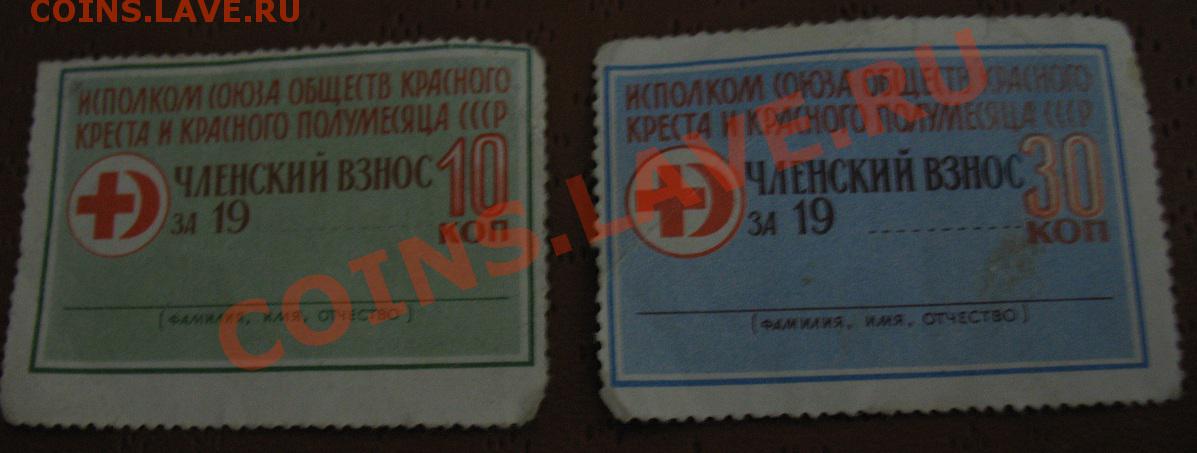 COINS.LAVE.RU
ИСПОЛКОМ СОЮЗА ОБЩЕСТВ КРАСНОГО
КРЕСТА И КРАСНОГО ПОЛУМЕСЯЦА СССР
ЧЛЕНСКИЙ ВЗНОС 10
ЗА 19 КОП
(ФАМИЛИЯ, ИМЯ, ОТЧЕСТВО)
ИСПОЛКОМ СОЮЗА ОБЩЕСТВ КРАСНОГО
КРЕСТА И КРАСНОГО ПОЛУМЕСЯЦА СССР
ЧЛЕНСКИЙ ВЗНОС 30
ЗА 19 КОП
(ФАМИЛИЯ, ИМЯ, ОТЧЕСТВО)
COINS.LAVE.RU